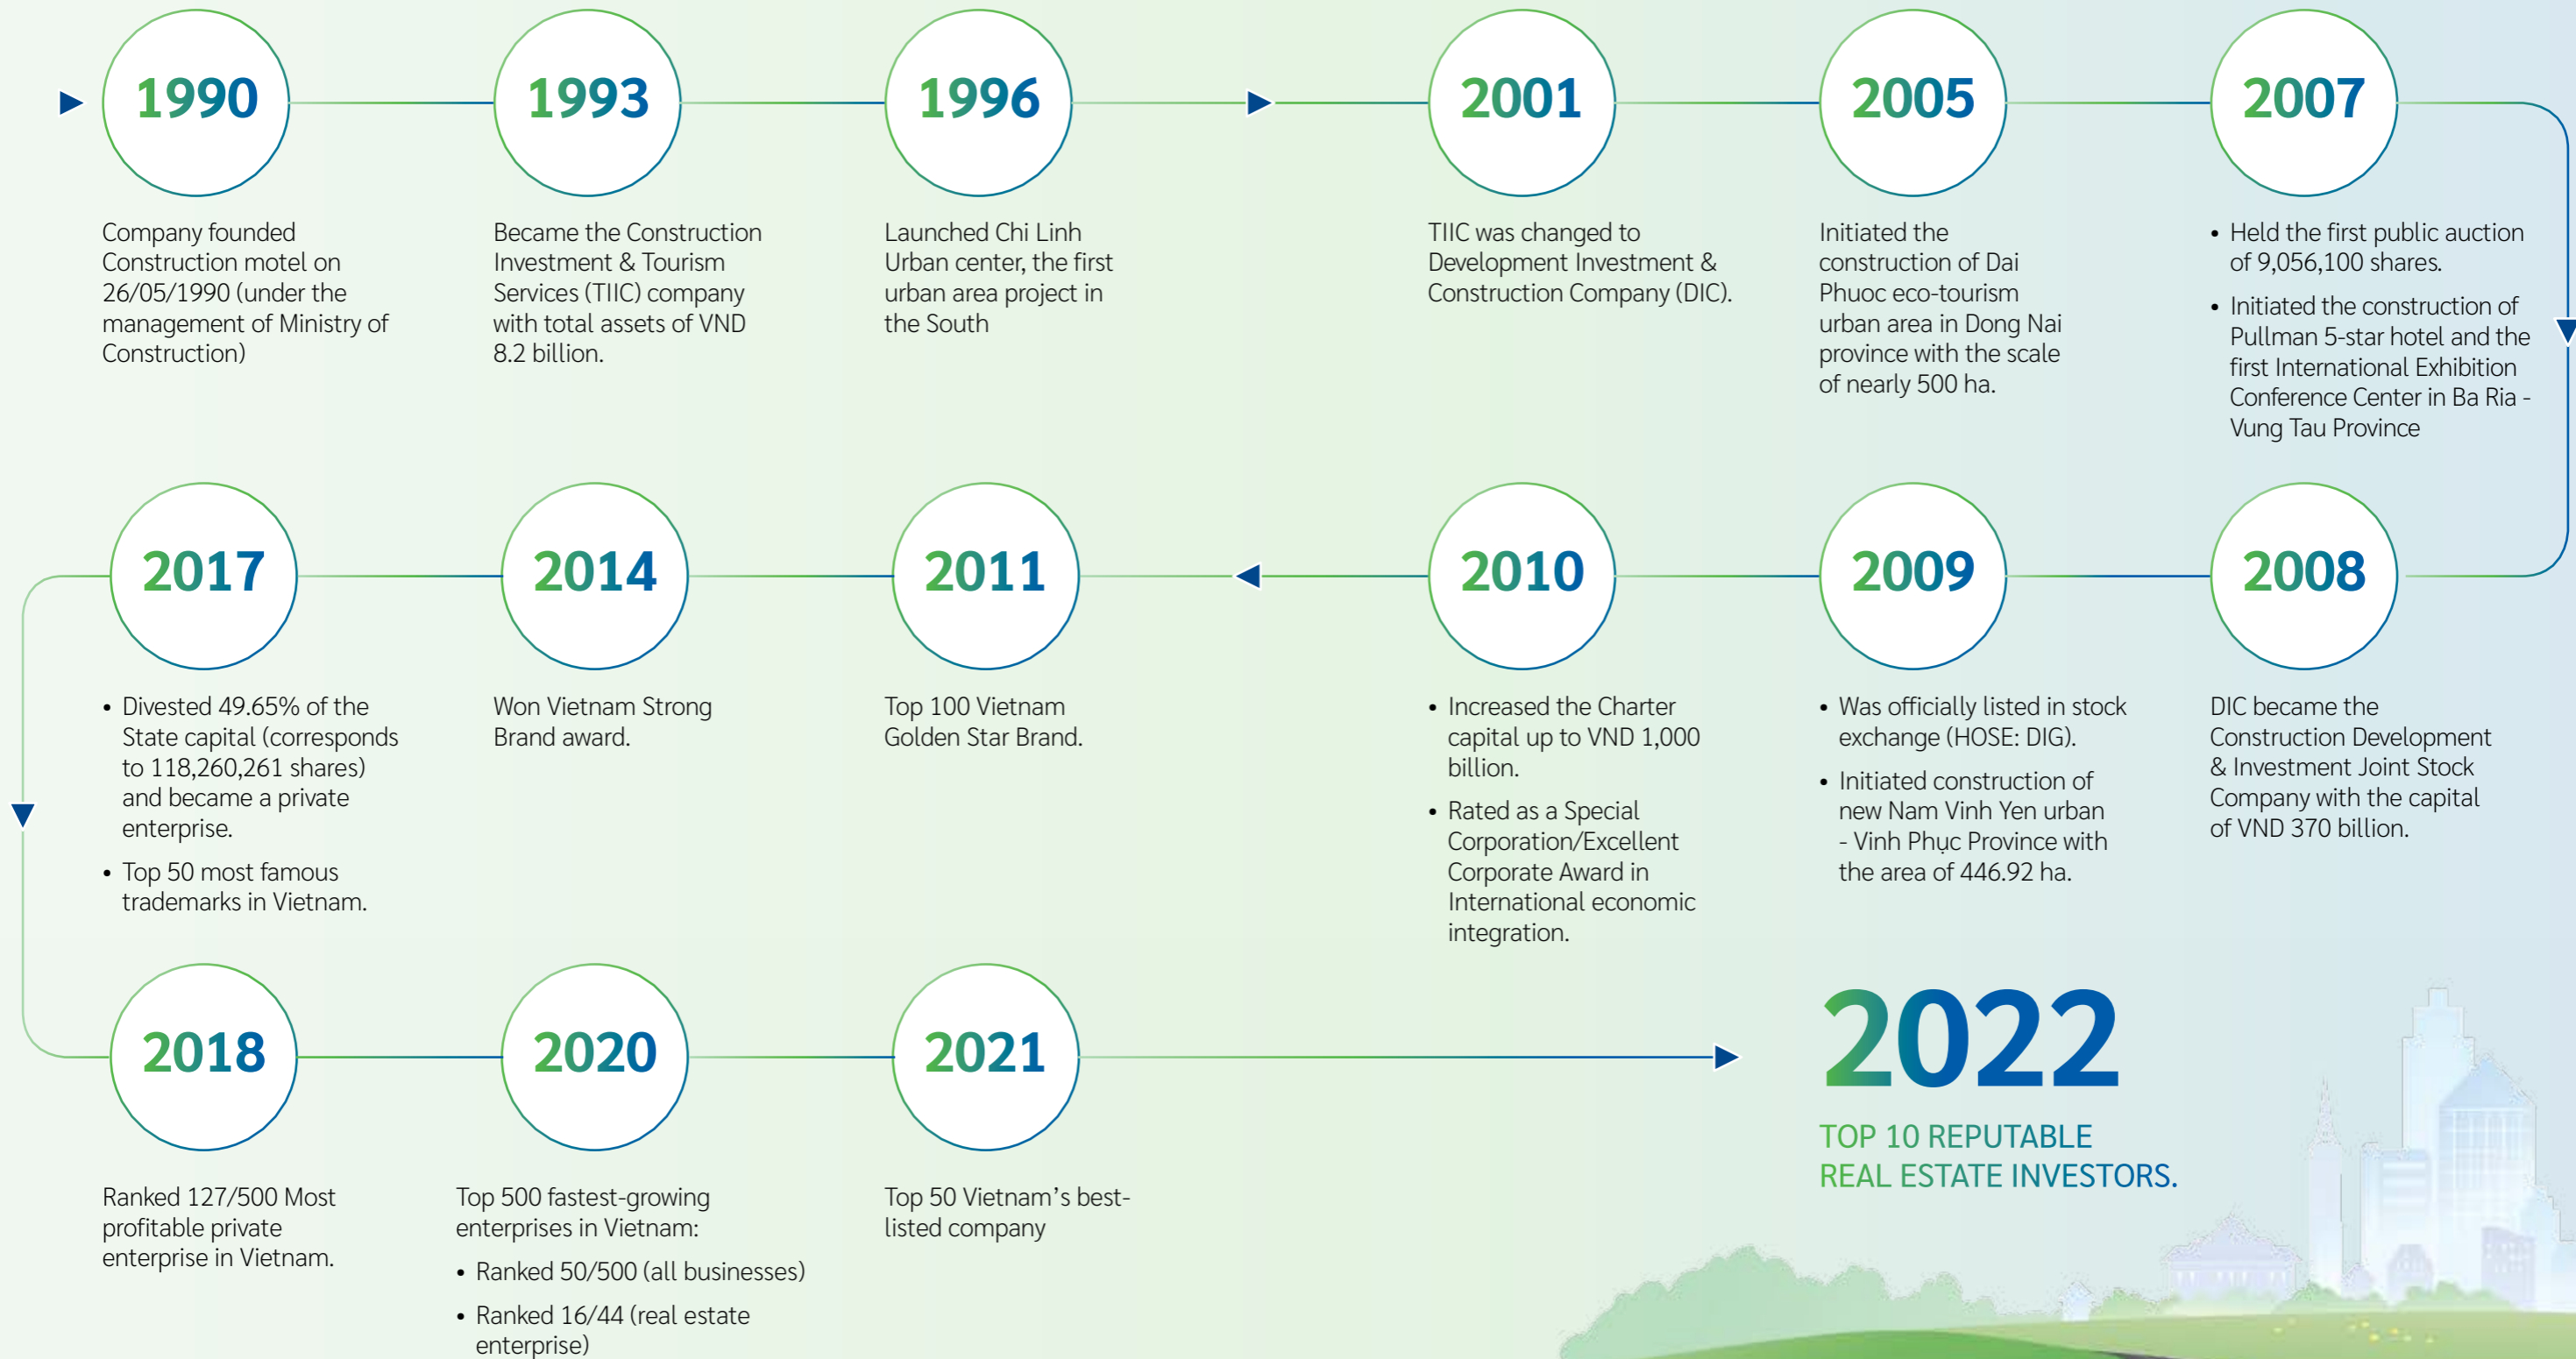 1990
Company founded
Construction motel on
26/05/1990 (under the
management of Ministry of
Construction)
1993
Became the Construction
Investment & Tourism
Services (TIIC) company
with total assets of VND
8.2 billion.
1996
Launched Chi Linh
Urban center, the first
urban area project in
the South
2001
TIIC was changed to
Development Investment &
Construction Company (DIC).
2005
Initiated the
construction of Dai
Phuoc eco-tourism
urban area in Dong Nai
province with the scale
of nearly 500 ha.
2007
• Held the first public auction
of 9,056,100 shares.
• Initiated the construction of
Pullman 5-star hotel and the
first International Exhibition
Conference Center in Ba Ria -
Vung Tau Province
2008
DIC became the
Construction Development
& Investment Joint Stock
Company with the capital
of VND 370 billion.
2009
• Was officially listed in stock
exchange (HOSE: DIG).
• Initiated construction of
new Nam Vinh Yen urban
- Vinh Phục Province with
the area of 446.92 ha.
2010
• Increased the Charter
capital up to VND 1,000
billion.
• Rated as a Special
Corporation/Excellent
Corporate Award in
International economic
integration.
2011
Top 100 Vietnam
Golden Star Brand.
2014
Won Vietnam Strong
Brand award.
2017
• Divested 49.65% of the
State capital (corresponds
to 118,260,261 shares)
and became a private
enterprise.
• Top 50 most famous
trademarks in Vietnam.
2018
Ranked 127/500 Most
profitable private
enterprise in Vietnam.
2020
Top 500 fastest-growing
enterprises in Vietnam:
• Ranked 50/500 (all businesses)
• Ranked 16/44 (real estate
enterprise)
2021
Top 50 Vietnam's best-
listed company
2022
TOP 10 REPUTABLE
REAL ESTATE INVESTORS.